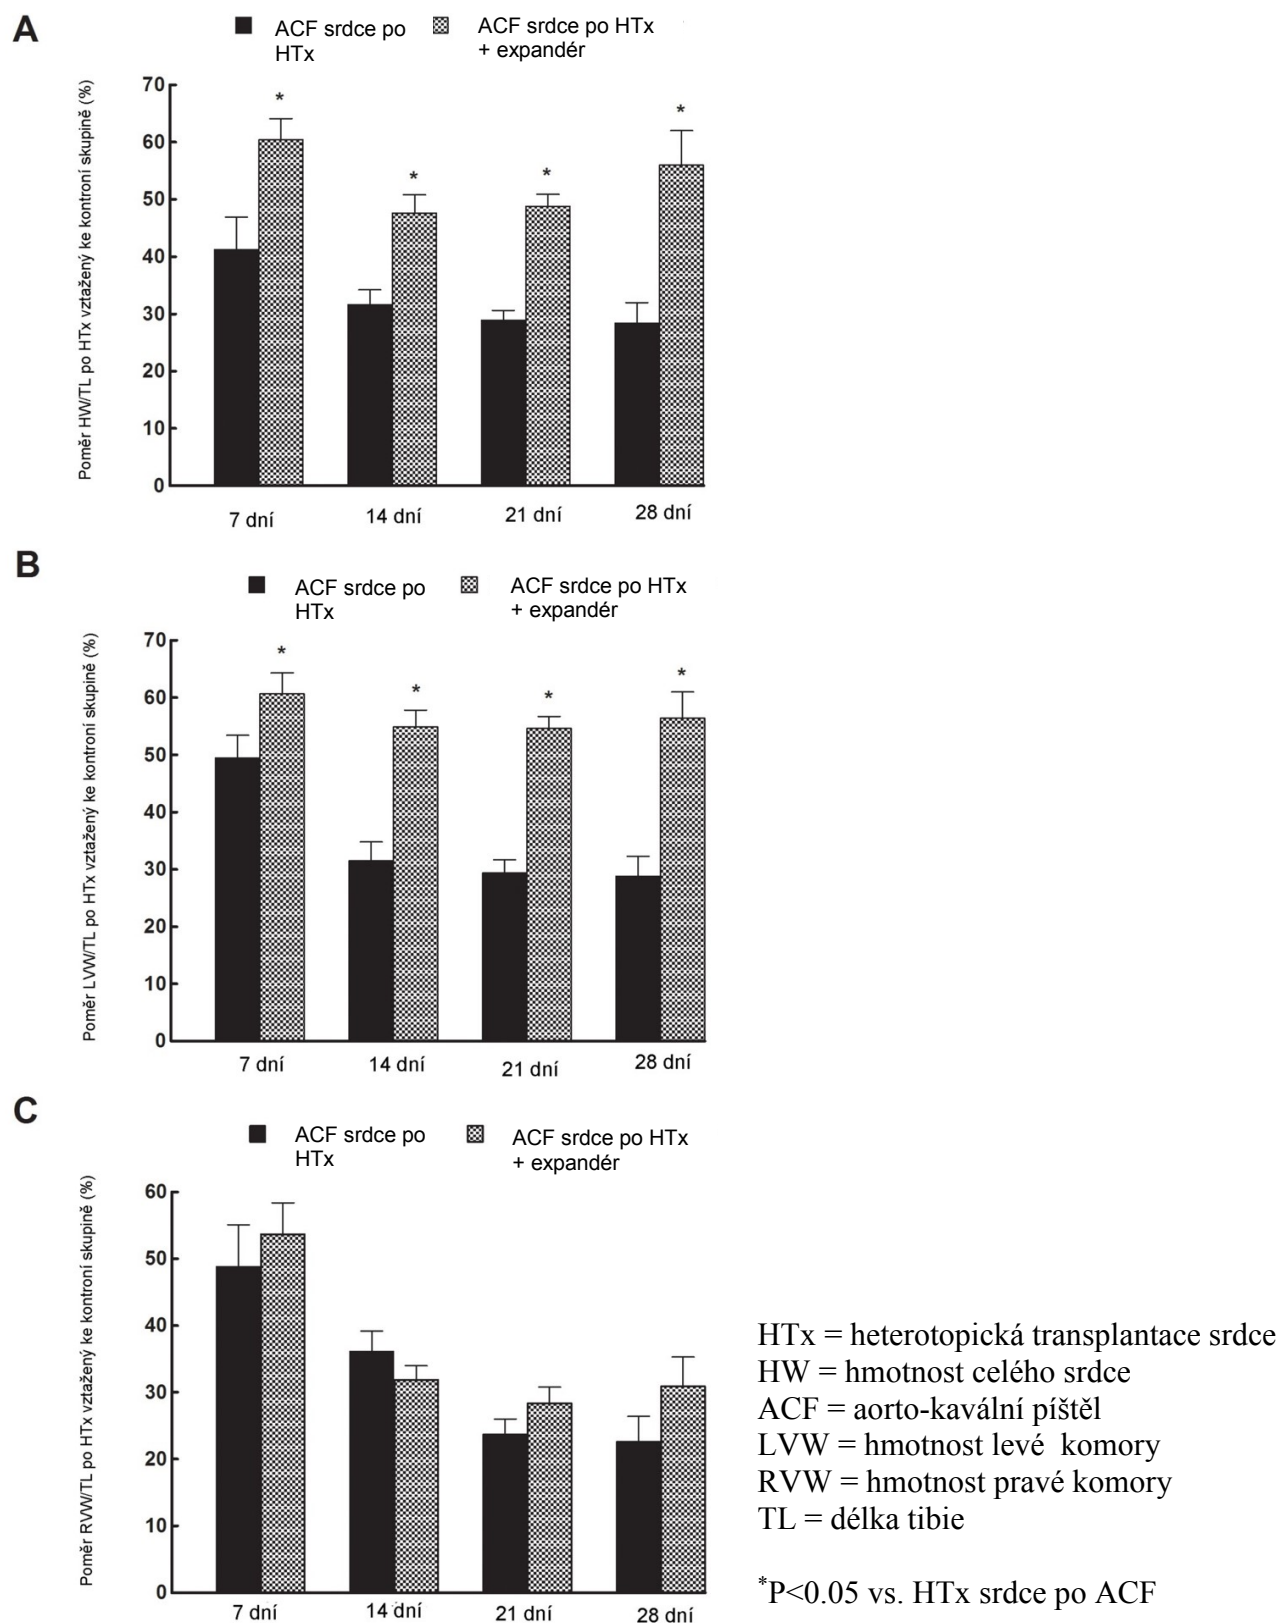 A
ACF srdce po
HTx
ACF srdce po HTx
+ expandér
Poměr HW/TL po HTx vztažený ke kontroní skupině (%)
70
60
50
40
30
20
10
0
*
*
*
*
7 dní
14 dní
21 dní
28 dní
B
ACF srdce po
HTx
ACF srdce po HTx
+ expandér
Poměr LVW/TL po HTx vztažený ke kontroní skupině (%)
70
60
50
40
30
20
10
0
*
*
*
*
7 dní
14 dní
21 dní
28 dní
C
ACF srdce po
HTx
ACF srdce po HTx
+ expandér
Poměr RVW/TL po HTx vztažený ke kontroní skupině (%)
60
50
40
30
20
10
0
7 dní
14 dní
21 dní
28 dní
HTx = heterotopická transplantace srdce
HW = hmotnost celého srdce
ACF = aorto-kavální píštěl
LVW = hmotnost levé komory
RVW = hmotnost pravé komory
TL = délka tibie
*P<0.05 vs. HTx srdce po ACF